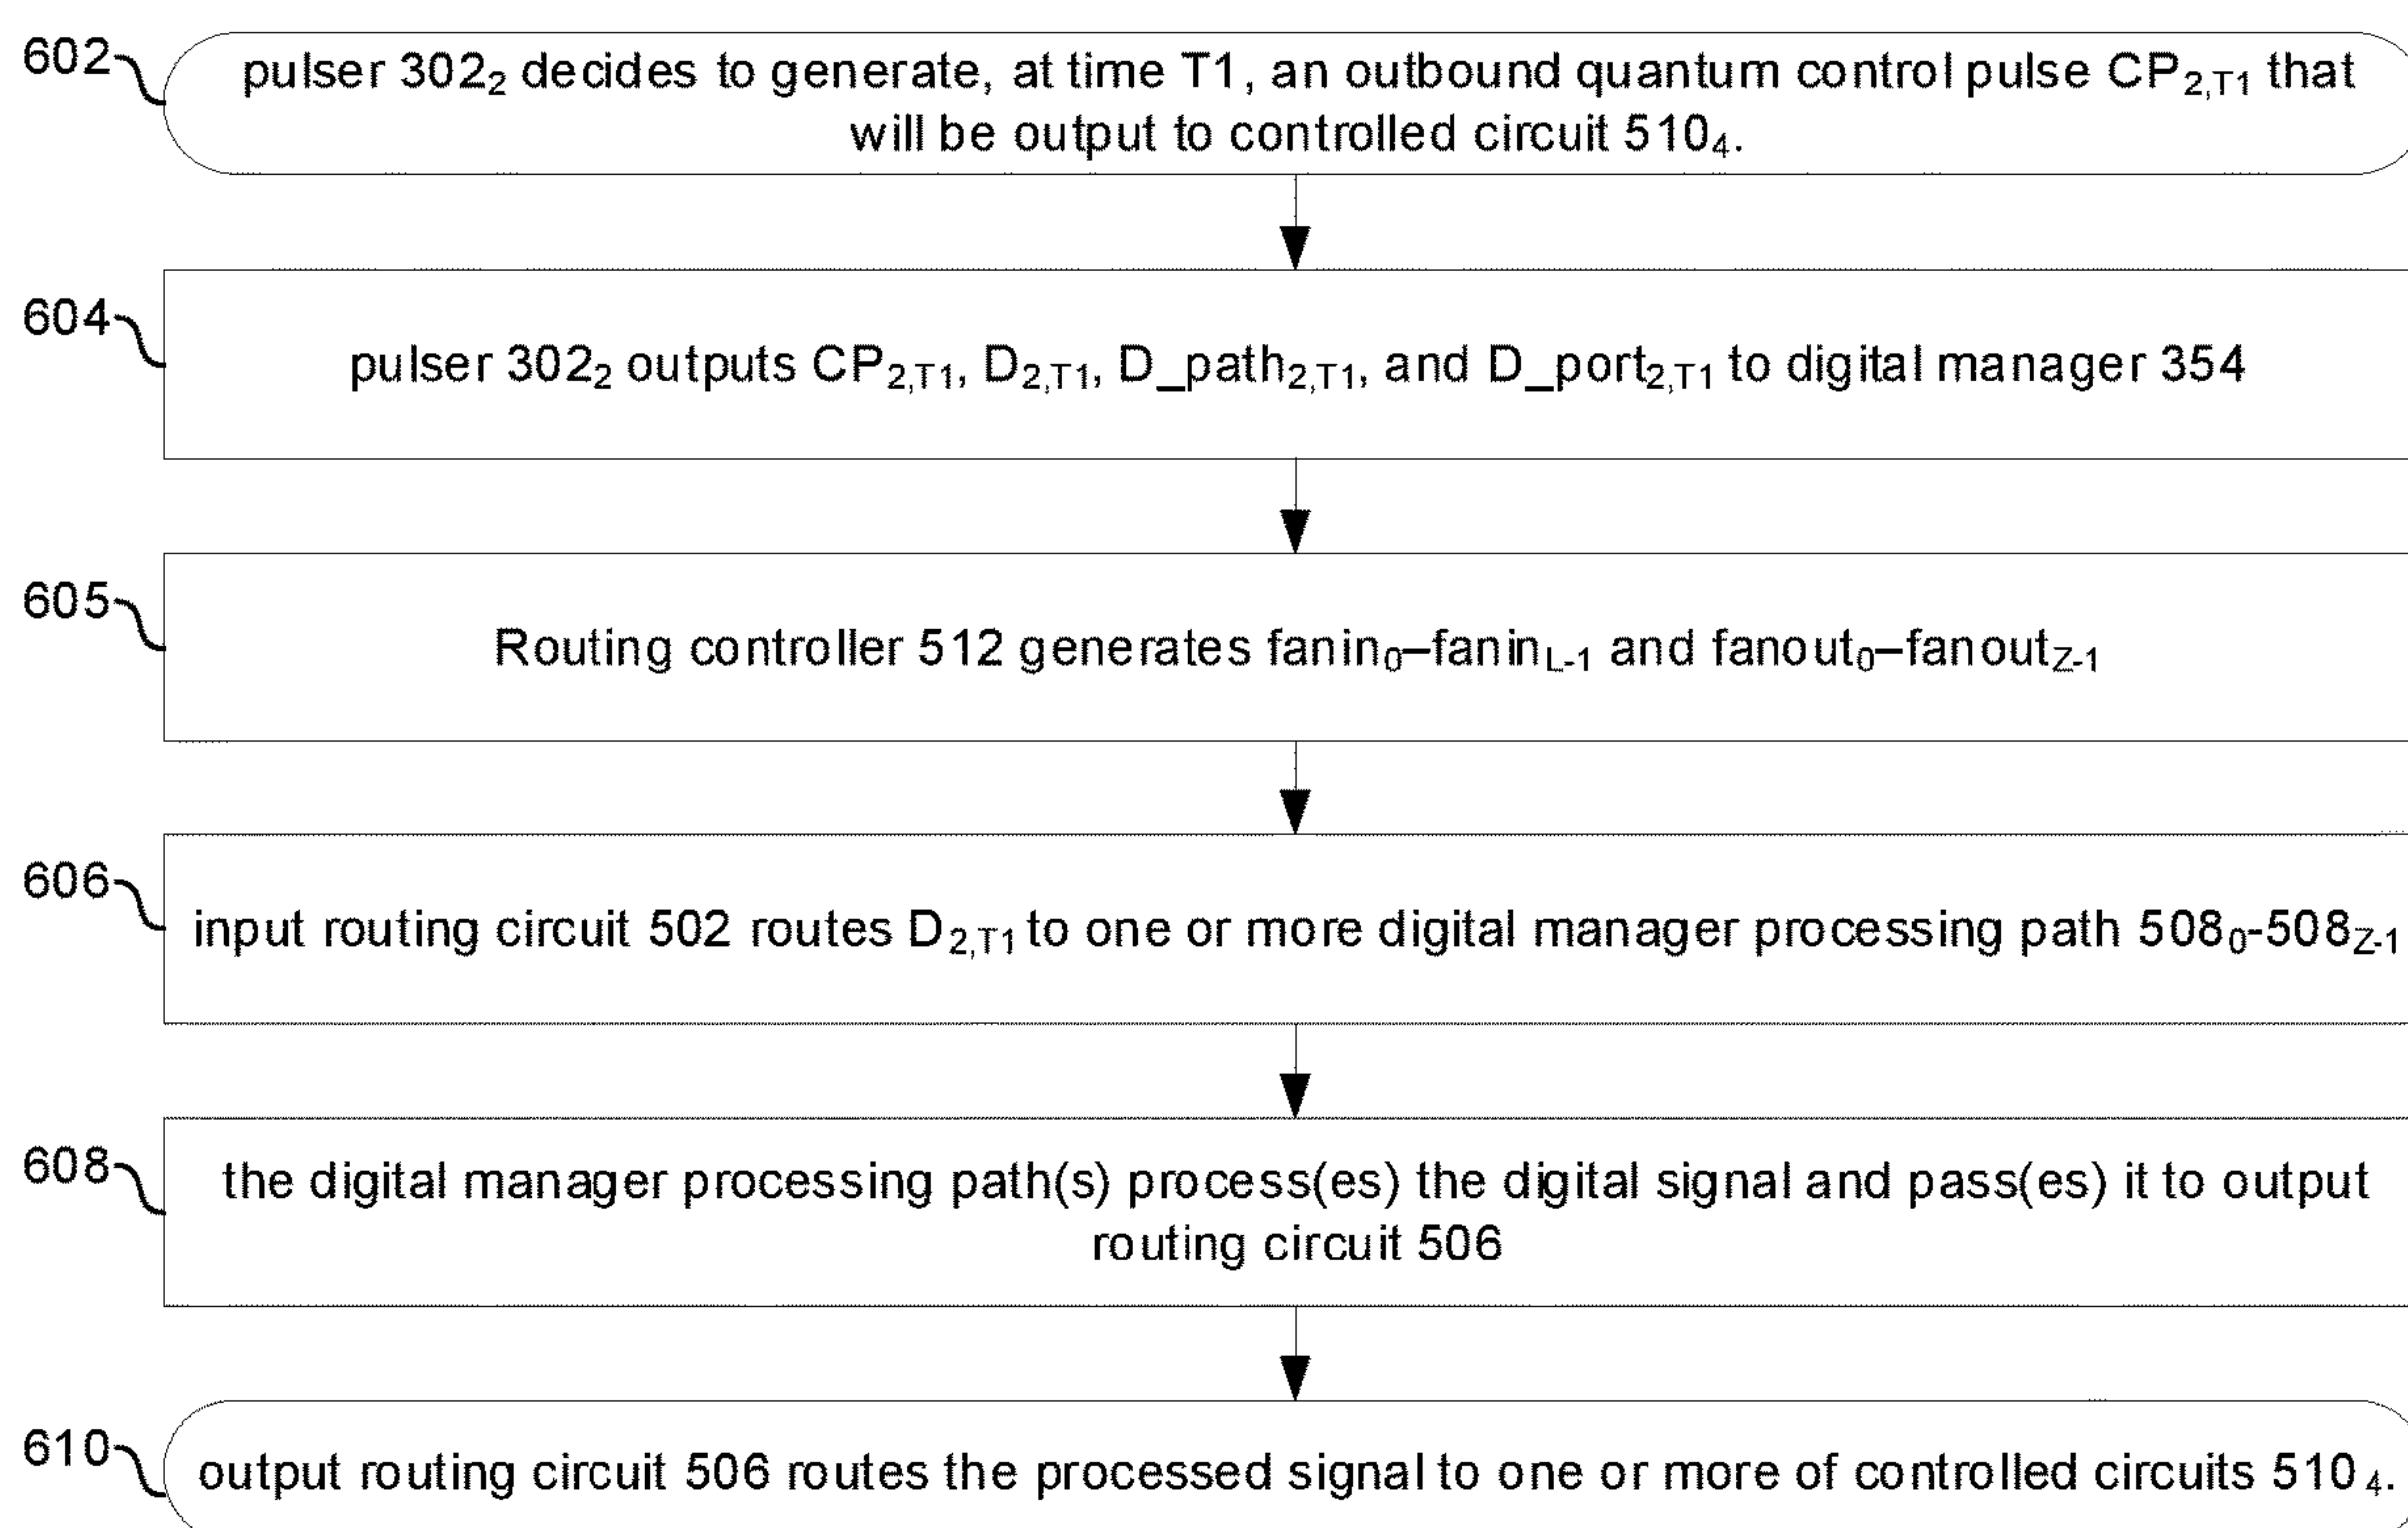 602
pulser 302₂ decides to generate, at time T1, an outbound quantum control pulse CP₂,T1 that
will be output to controlled circuit 510₄.
604
pulser 302₂ outputs CP₂,T1, D₂,T1, D_path₂,T1, and D_port₂,T1 to digital manager 354
605
Routing controller 512 generates fanin₀–faninL-1 and fanout₀–fanoutZ-1
606
input routing circuit 502 routes D₂,T1 to one or more digital manager processing path 508₀-508Z-1
608
the digital manager processing path(s) process(es) the digital signal and pass(es) it to output
routing circuit 506
610
output routing circuit 506 routes the processed signal to one or more of controlled circuits 510₄.